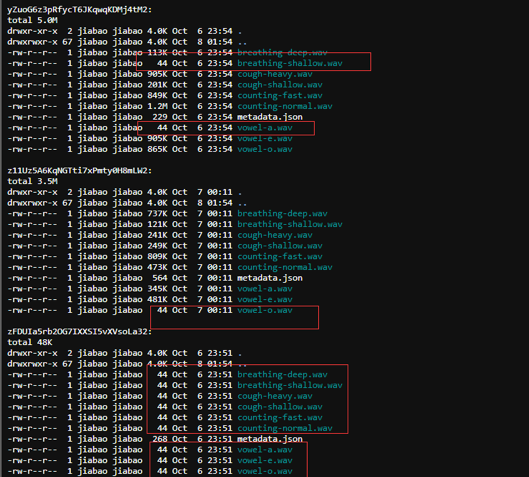 yZuoG6z3pRfycT6JKqwqKDMj4tM2:
total 5.0M
drwxr-xr-x 2 jiabao jiabao 4.0K Oct 6 23:54 .
drwxrwxr-x 67 jiabao jiabao 4.0K Oct 8 01:54 ..
-rw-r--r-- 1 jiabao jiabao 113K Oct 6 23:54 breathing-deep.wav
-rw-r--r-- 1 jiabao jiabao 44 Oct 6 23:54 breathing-shallow.wav
-rw-r--r-- 1 jiabao jiabao 905K Oct 6 23:54 cough-heavy.wav
-rw-r--r-- 1 jiabao jiabao 201K Oct 6 23:54 cough-shallow.wav
-rw-r--r-- 1 jiabao jiabao 849K Oct 6 23:54 counting-fast.wav
-rw-r--r-- 1 jiabao jiabao 1.2M Oct 6 23:54 counting-normal.wav
-rw-r--r-- 1 jiabao jiabao 229 Oct 6 23:54 metadata.json
-rw-r--r-- 1 jiabao jiabao 44 Oct 6 23:54 vowel-a.wav
-rw-r--r-- 1 jiabao jiabao 905K Oct 6 23:54 vowel-e.wav
-rw-r--r-- 1 jiabao jiabao 865K Oct 6 23:54 vowel-o.wav
z11Uz5A6KqNGTti7xPmty0H8mLW2:
total 3.5M
drwxr-xr-x 2 jiabao jiabao 4.0K Oct 7 00:11 .
drwxrwxr-x 67 jiabao jiabao 4.0K Oct 8 01:54 ..
-rw-r--r-- 1 jiabao jiabao 737K Oct 7 00:11 breathing-deep.wav
-rw-r--r-- 1 jiabao jiabao 121K Oct 7 00:11 breathing-shallow.wav
-rw-r--r-- 1 jiabao jiabao 241K Oct 7 00:11 cough-heavy.wav
-rw-r--r-- 1 jiabao jiabao 249K Oct 7 00:11 cough-shallow.wav
-rw-r--r-- 1 jiabao jiabao 809K Oct 7 00:11 counting-fast.wav
-rw-r--r-- 1 jiabao jiabao 473K Oct 7 00:11 counting-normal.wav
-rw-r--r-- 1 jiabao jiabao 564 Oct 7 00:11 metadata.json
-rw-r--r-- 1 jiabao jiabao 345K Oct 7 00:11 vowel-a.wav
-rw-r--r-- 1 jiabao jiabao 481K Oct 7 00:11 vowel-e.wav
-rw-r--r-- 1 jiabao jiabao 44 Oct 7 00:11 vowel-o.wav
zFDUIa5rb2OG7IXXSI5vXVsoLa32:
total 48K
drwxr-xr-x 2 jiabao jiabao 4.0K Oct 6 23:51 .
drwxrwxr-x 67 jiabao jiabao 4.0K Oct 8 01:54 ..
-rw-r--r-- 1 jiabao jiabao 44 Oct 6 23:51 breathing-deep.wav
-rw-r--r-- 1 jiabao jiabao 44 Oct 6 23:51 breathing-shallow.wav
-rw-r--r-- 1 jiabao jiabao 44 Oct 6 23:51 cough-heavy.wav
-rw-r--r-- 1 jiabao jiabao 44 Oct 6 23:51 cough-shallow.wav
-rw-r--r-- 1 jiabao jiabao 44 Oct 6 23:51 counting-fast.wav
-rw-r--r-- 1 jiabao jiabao 44 Oct 6 23:51 counting-normal.wav
-rw-r--r-- 1 jiabao jiabao 268 Oct 6 23:51 metadata.json
-rw-r--r-- 1 jiabao jiabao 44 Oct 6 23:51 vowel-a.wav
-rw-r--r-- 1 jiabao jiabao 44 Oct 6 23:51 vowel-e.wav
-rw-r--r-- 1 jiabao jiabao 44 Oct 6 23:51 vowel-o.wav